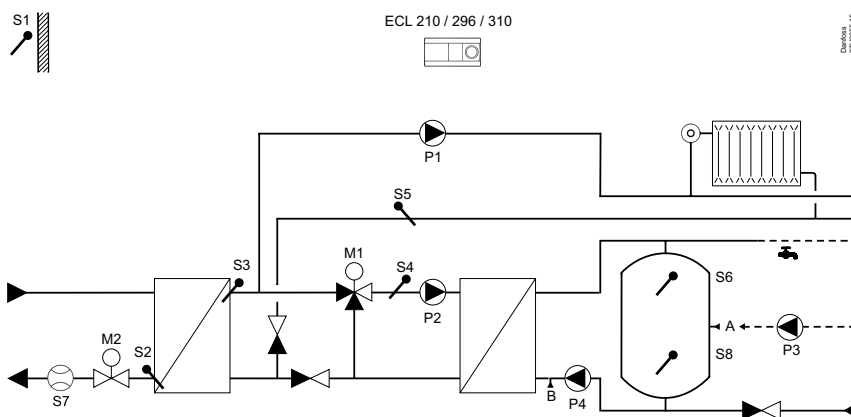 S1
ECL 210 / 296 / 310
Danfoss
P1
S5
M1
S3
S4
S6
P2
A
M2
S2
S8
P3
S7
B
P4